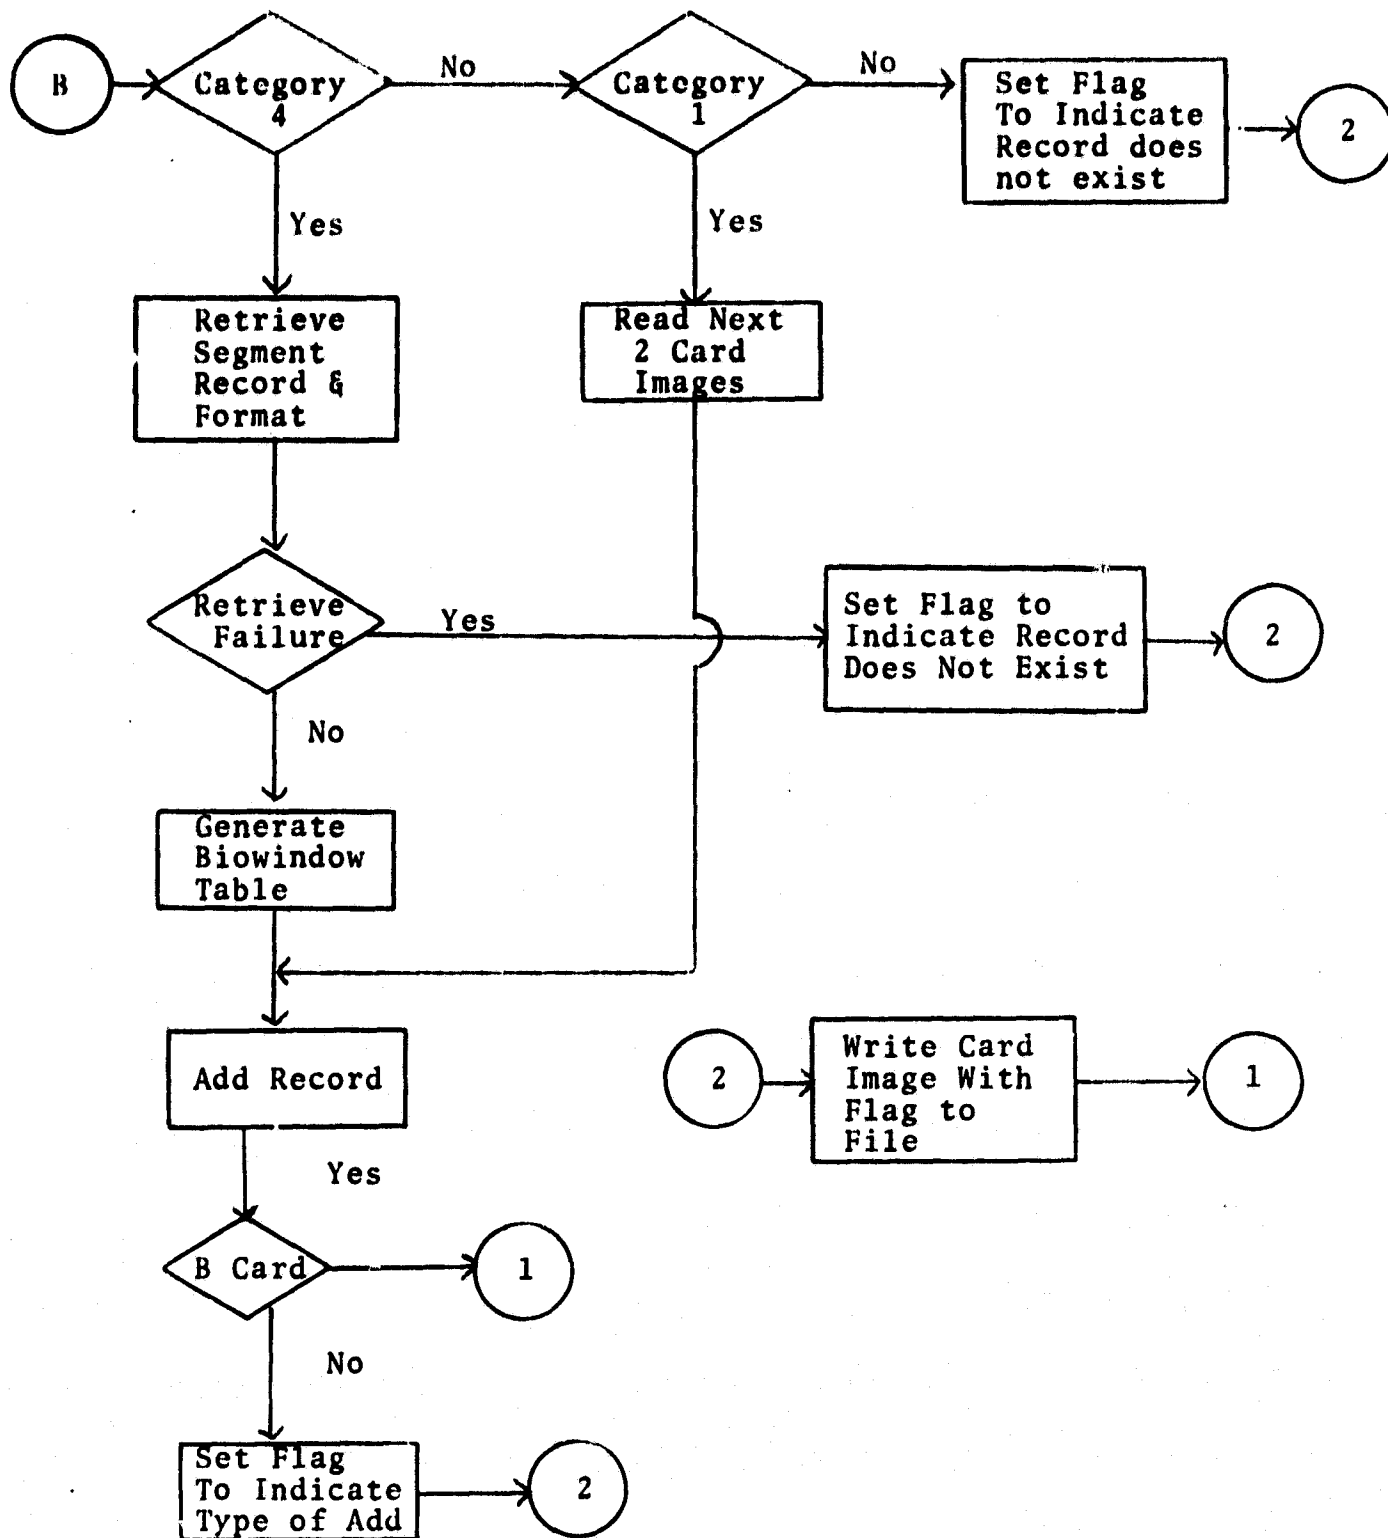 B
Category
4
No
Category
1
No
Set Flag
To Indicate
Record does
not exist
2
Yes
Yes
Retrieve
Segment
Record &
Format
Read Next
2 Card
Images
Retrieve
Failure
Yes
Set Flag to
Indicate Record
Does Not Exist
2
No
Generate
Biowindow
Table
Add Record
2
Write Card
Image With
Flag to
File
1
Yes
B Card
1
No
Set Flag
To Indicate
Type of Add
2